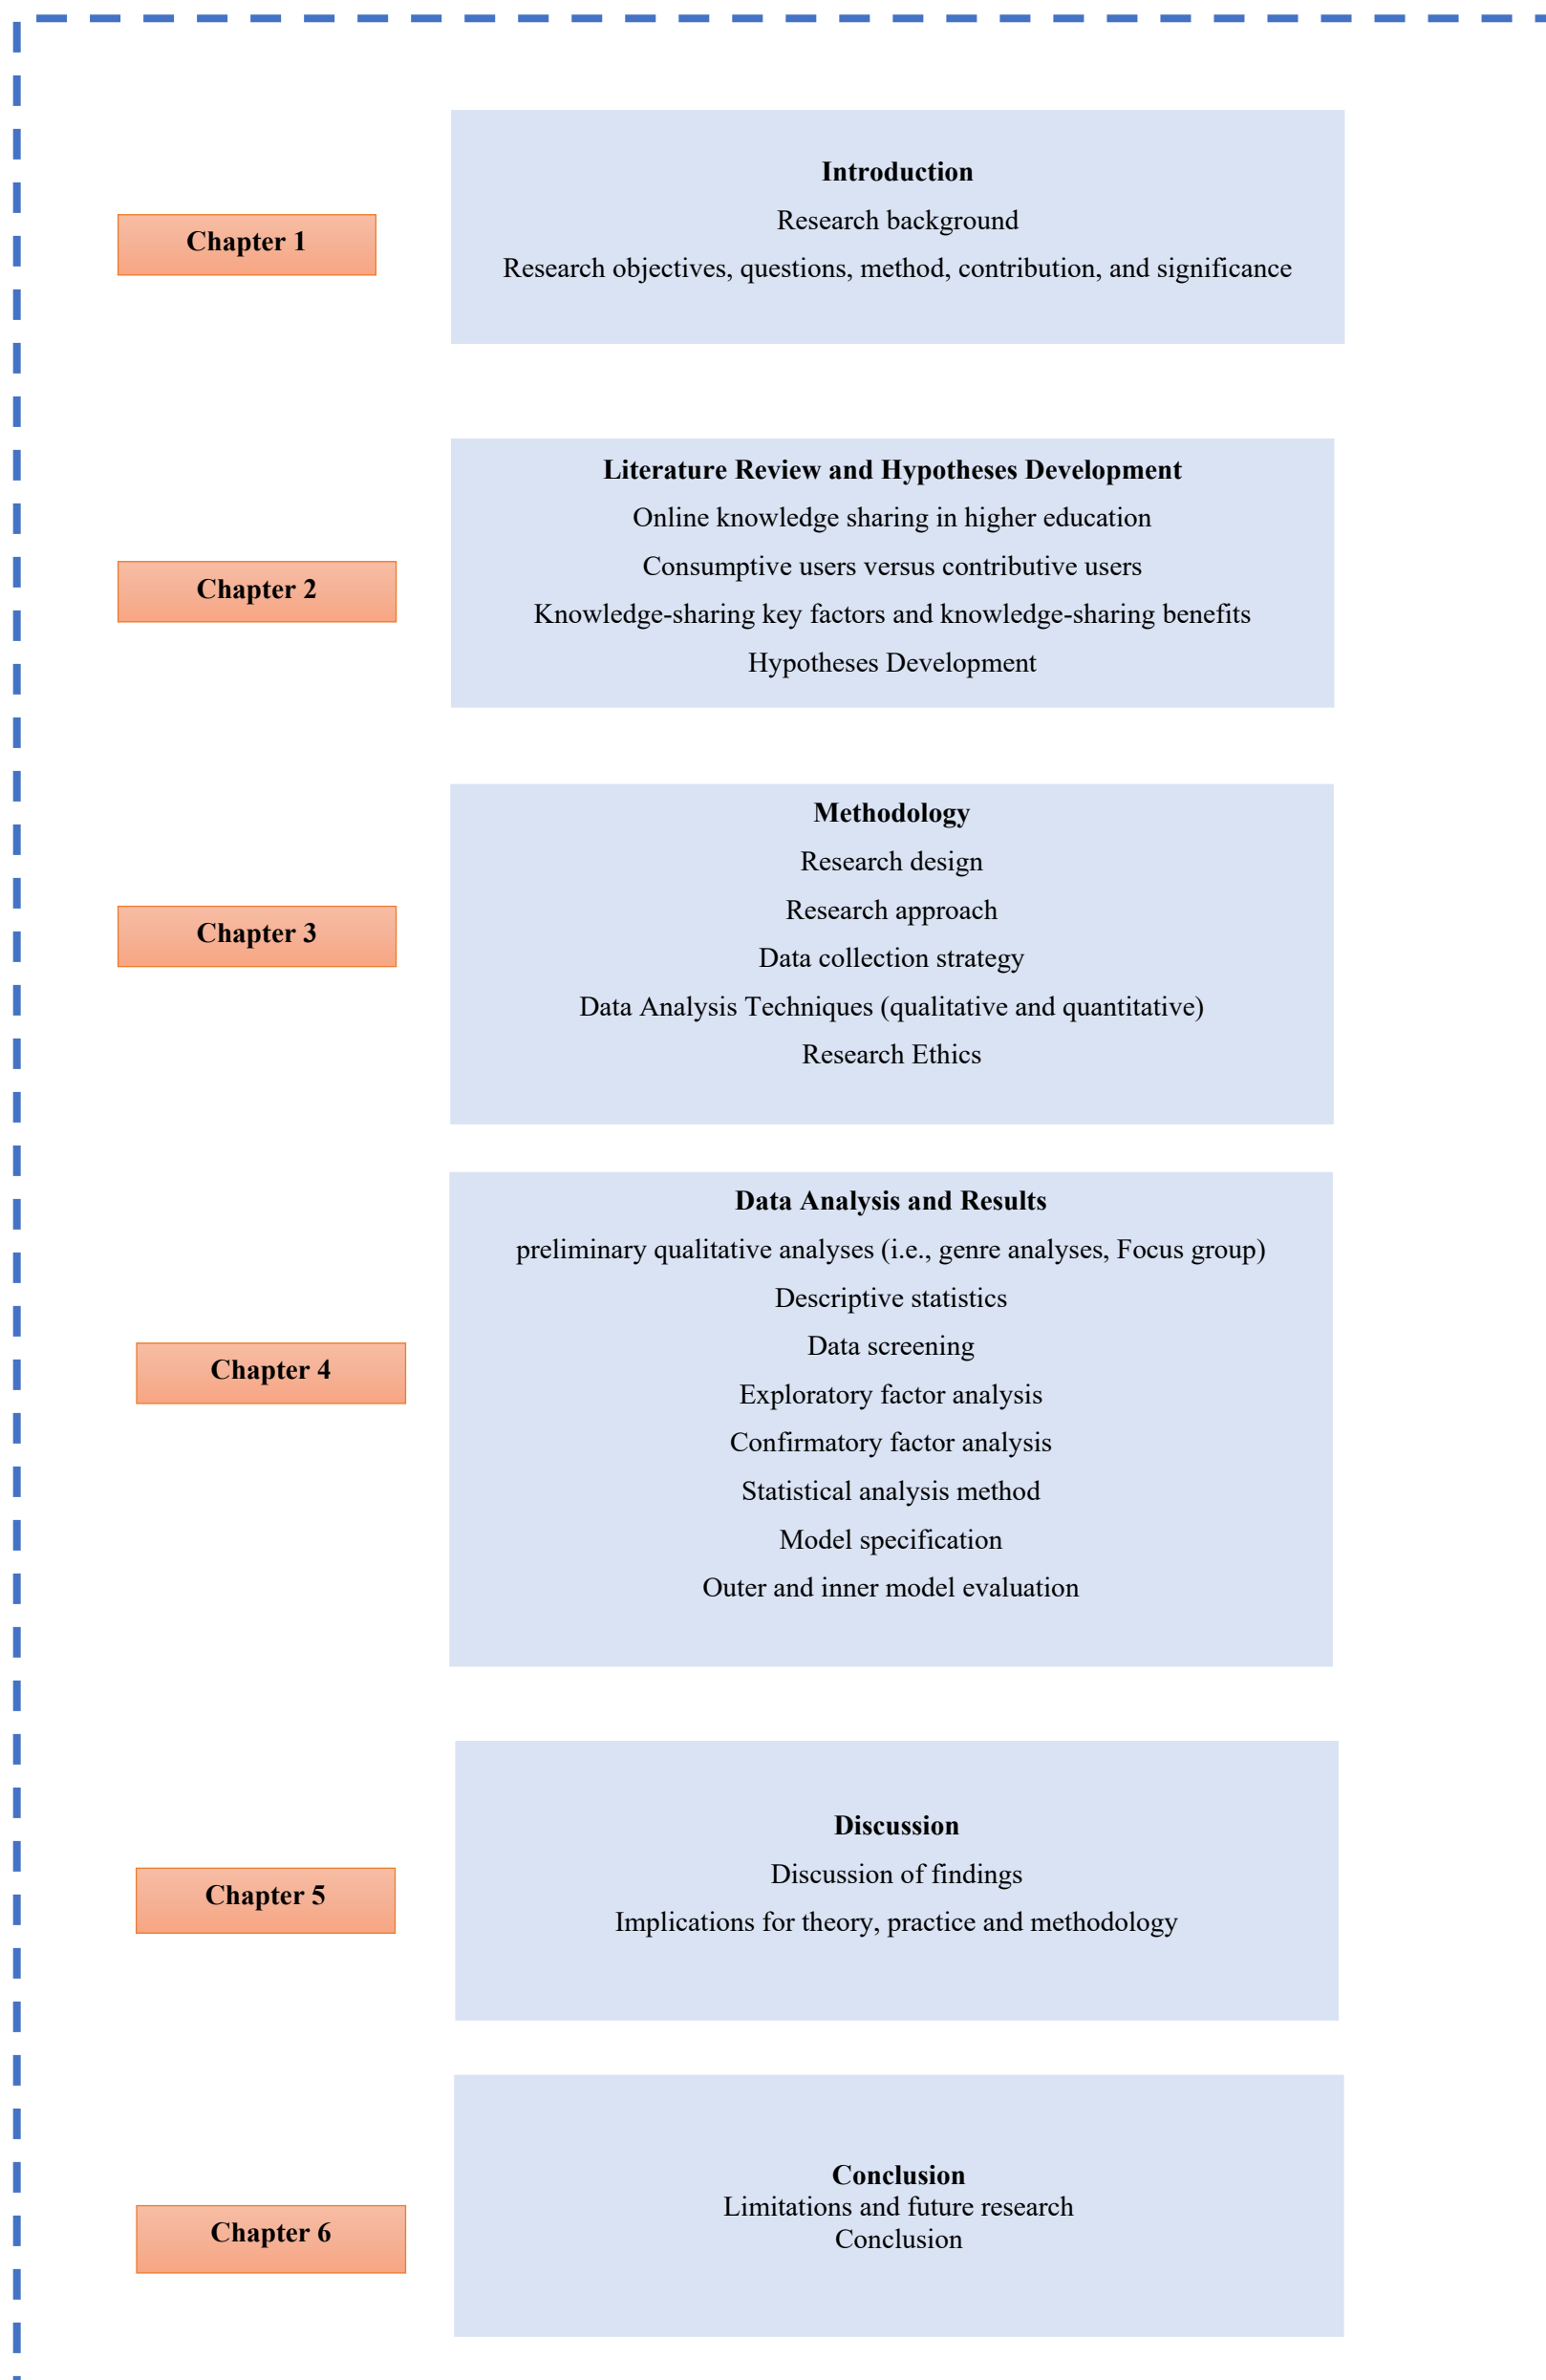 Chapter 1
Introduction
Research background
Research objectives, questions, method, contribution, and significance
Chapter 2
Literature Review and Hypotheses Development
Online knowledge sharing in higher education
Consumptive users versus contributive users
Knowledge-sharing key factors and knowledge-sharing benefits
Hypotheses Development
Chapter 3
Methodology
Research design
Research approach
Data collection strategy
Data Analysis Techniques (qualitative and quantitative)
Research Ethics
Chapter 4
Data Analysis and Results
preliminary qualitative analyses (i.e., genre analyses, Focus group)
Descriptive statistics
Data screening
Exploratory factor analysis
Confirmatory factor analysis
Statistical analysis method
Model specification
Outer and inner model evaluation
Chapter 5
Discussion
Discussion of findings
Implications for theory, practice and methodology
Chapter 6
Conclusion
Limitations and future research
Conclusion